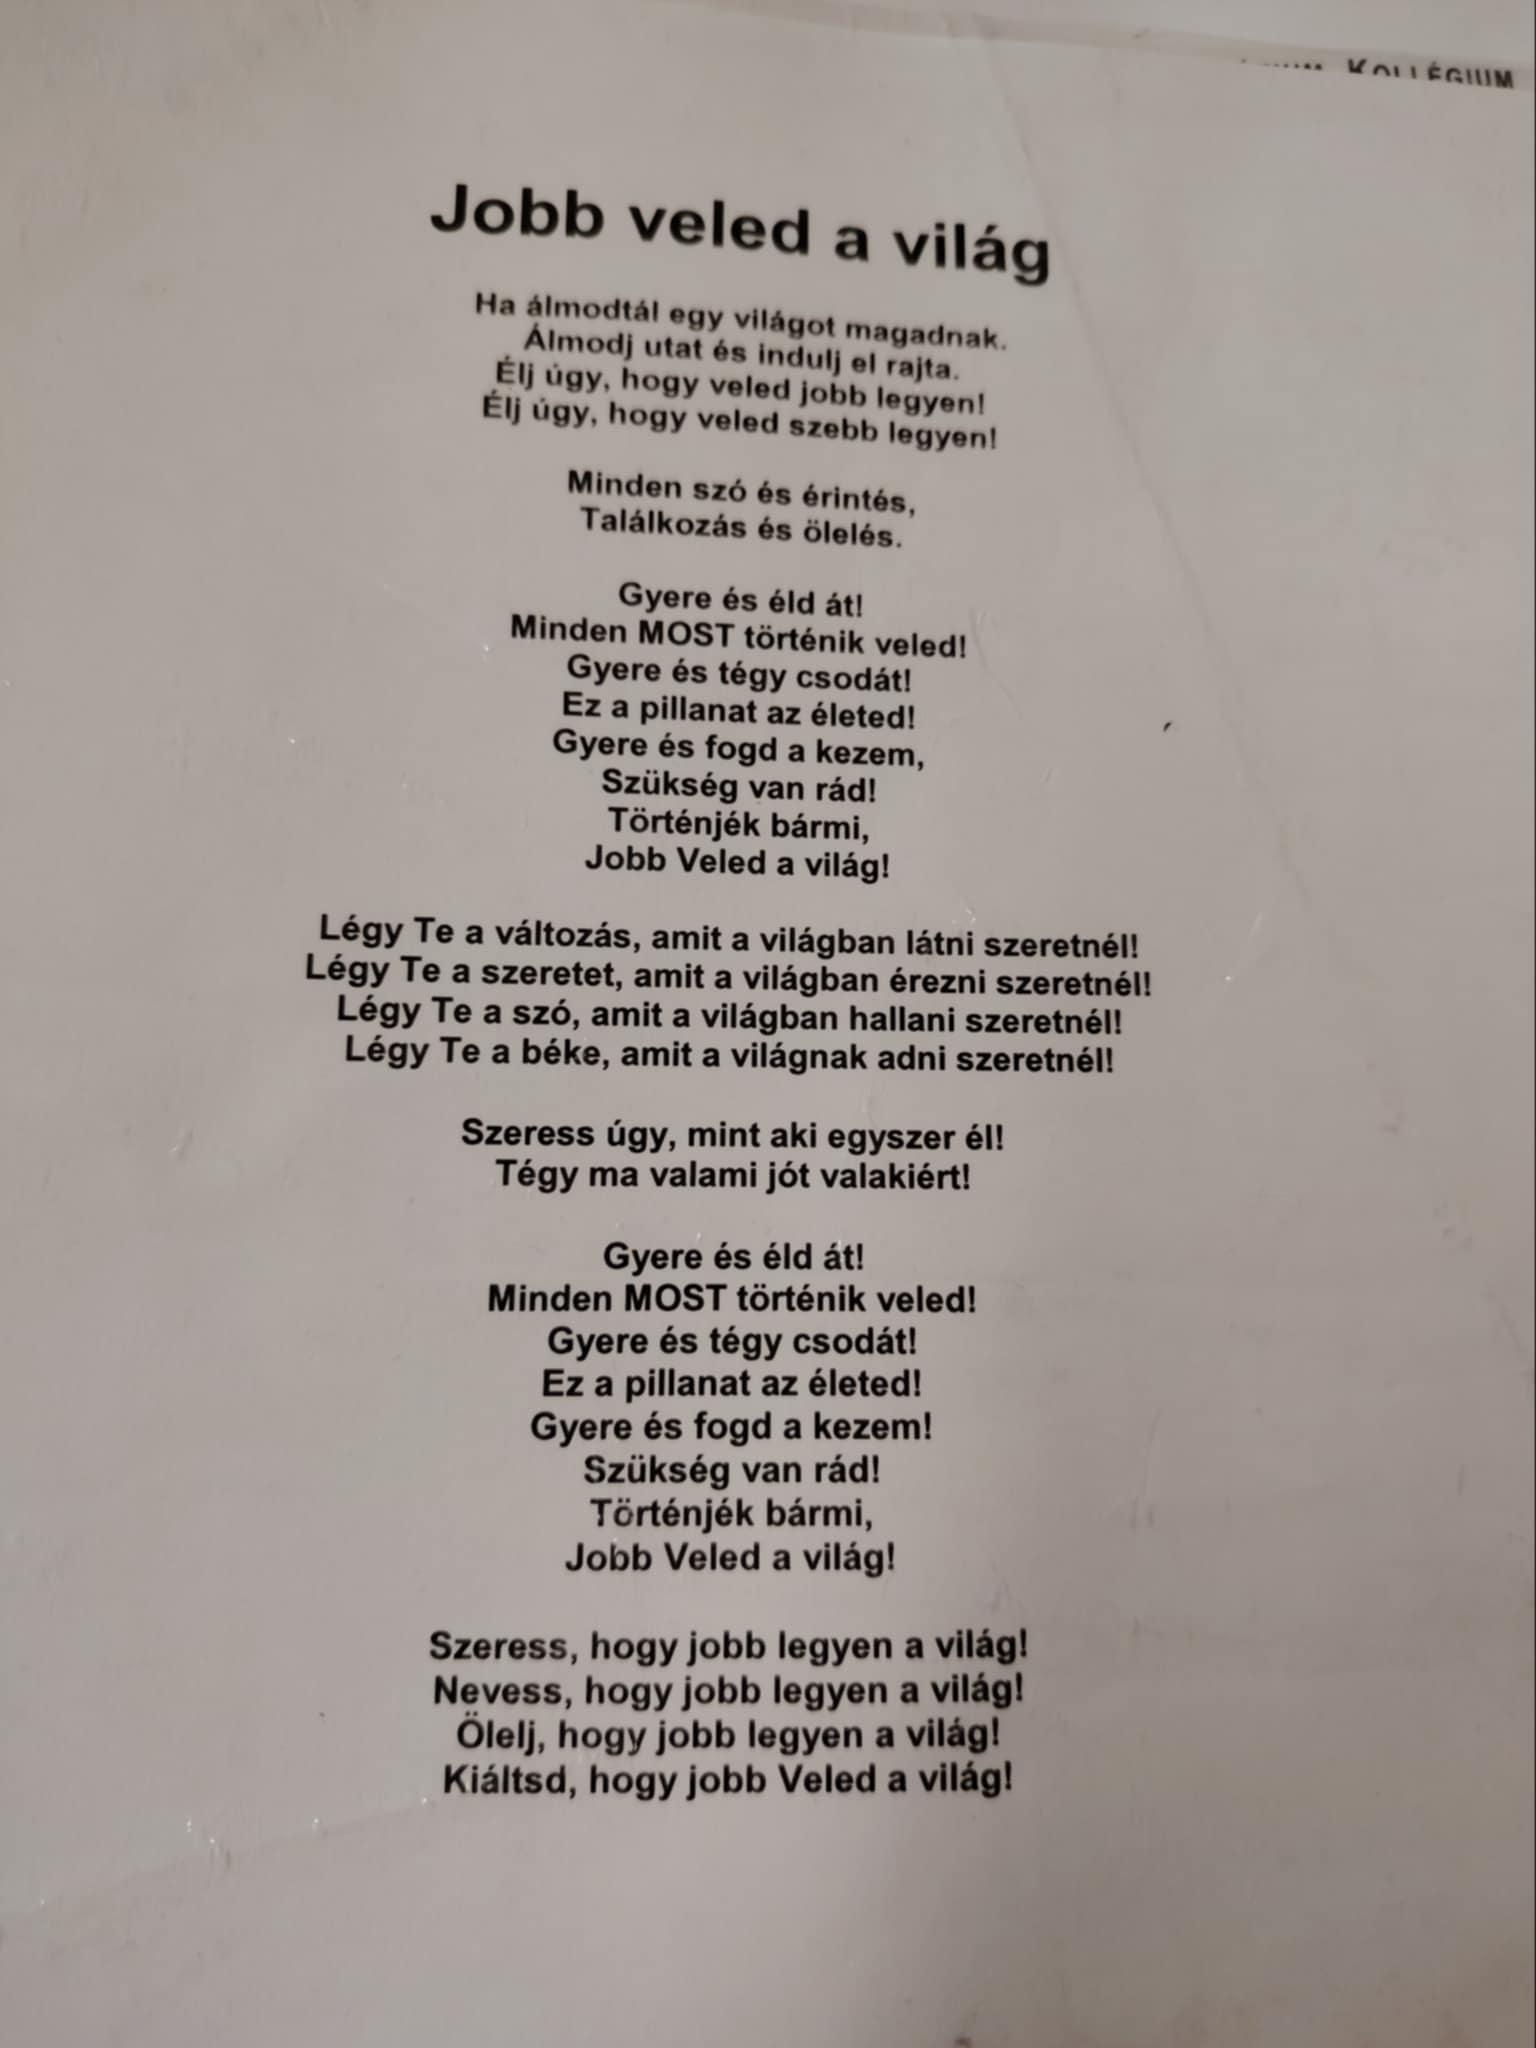 Kollégium
Jobb veled a világ
Ha álmodtál egy világot magadnak.
Álmodj utat és indulj el rajta.
Élj úgy, hogy veled jobb legyen!
Élj úgy, hogy veled szebb legyen!
Minden szó és érintés,
Találkozás és ölelés.
Gyere és éld át!
Minden MOST történik veled!
Gyere és tégy csodát!
Ez a pillanat az életed!
Gyere és fogd a kezem,
Szükség van rád!
Történjék bármi,
Jobb Veled a világ!
Légy Te a változás, amit a világban látni szeretnél!
Légy Te a szeretet, amit a világban érezni szeretnél!
Légy Te a szó, amit a világban hallani szeretnél!
Légy Te a béke, amit a világnak adni szeretnél!
Szeress úgy, mint aki egyszer él!
Tégy ma valami jót valakiért!
Gyere és éld át!
Minden MOST történik veled!
Gyere és tégy csodát!
Ez a pillanat az életed!
Gyere és fogd a kezem!
Szükség van rád!
Történjék bármi,
Jobb Veled a világ!
Szeress, hogy jobb legyen a világ!
Nevess, hogy jobb legyen a világ!
Ölelj, hogy jobb legyen a világ!
Kiáltsd, hogy jobb Veled a világ!